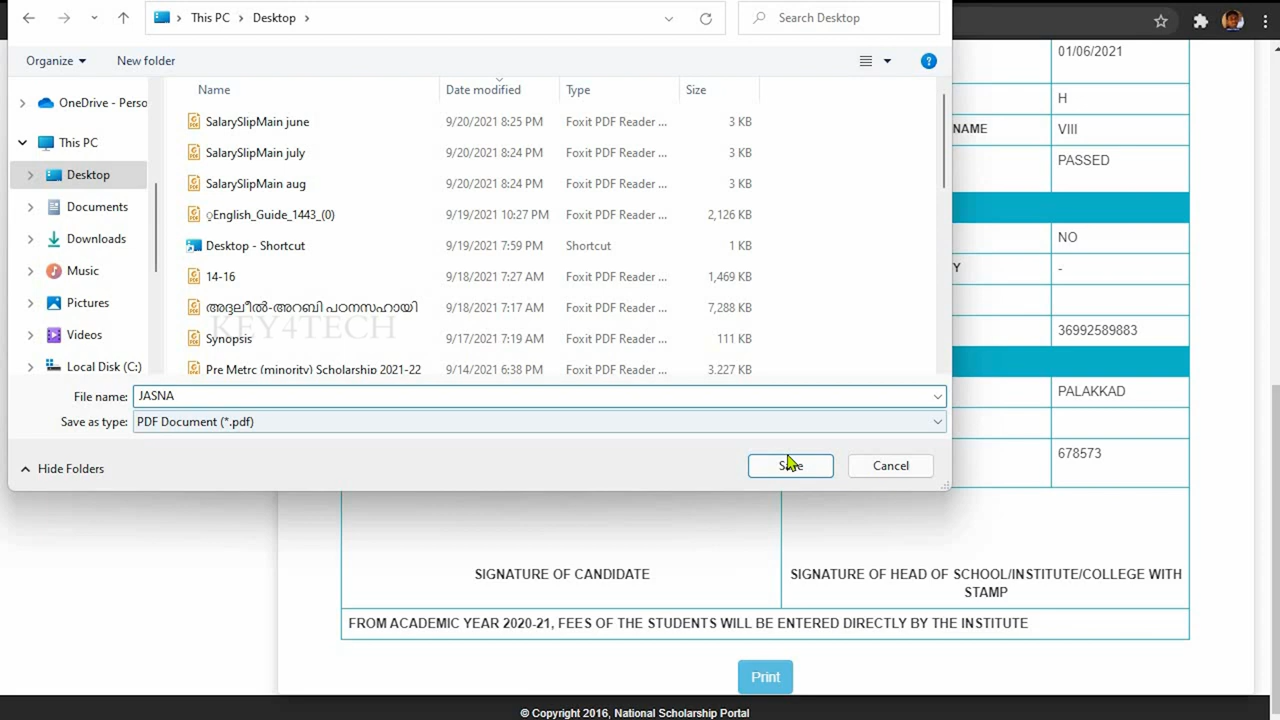 This PC > Desktop >
Search Desktop
Organize
New folder
Name Date modified Type Size
OneDrive - Perso
This PC
Desktop
Documents
Downloads
Music
Pictures
Videos
Local Disk (C:)
SalarySlipMain june 9/20/2021 8:25 PM Foxit PDF Reader ... 3 KB
SalarySlipMain july 9/20/2021 8:24 PM Foxit PDF Reader ... 3 KB
SalarySlipMain aug 9/20/2021 8:24 PM Foxit PDF Reader ... 3 KB
English_Guide_1443_(0) 9/19/2021 10:27 PM Foxit PDF Reader ... 2,126 KB
Desktop - Shortcut 9/19/2021 7:59 PM Shortcut 1 KB
14-16 9/18/2021 7:27 AM Foxit PDF Reader ... 1,469 KB
അദ്ദലീൽ-അറബി പഠനസഹായി 9/18/2021 7:17 AM Foxit PDF Reader ... 7,288 KB
KEY4TECH
Synopsis 9/17/2021 7:19 AM Foxit PDF Reader ... 111 KB
Pre Metrc (minority) Scholarship 2021-22 9/14/2021 6:38 PM Foxit PDF Reader ... 3,227 KB
File name: JASNA
Save as type: PDF Document (*.pdf)
Hide Folders
Save
Cancel
01/06/2021
H
NAME VIII
PASSED
NO
Y -
36992589883
PALAKKAD
678573
SIGNATURE OF CANDIDATE
SIGNATURE OF HEAD OF SCHOOL/INSTITUTE/COLLEGE WITH
STAMP
FROM ACADEMIC YEAR 2020-21, FEES OF THE STUDENTS WILL BE ENTERED DIRECTLY BY THE INSTITUTE
Print
© Copyright 2016, National Scholarship Portal